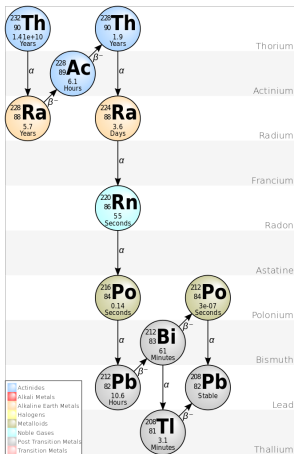 232 90 Th 1.41e+10 Years
228 90 Th 1.9 Years
Thorium
α
β⁻
α
228 89 Ac 6.1 Hours
Actinium
228 88 Ra 5.7 Years
β⁻
224 88 Ra 3.6 Days
Radium
α
Francium
220 86 Rn 55 Seconds
Radon
α
Astatine
216 84 Po 0.14 Seconds
212 84 Po 3e-07 Seconds
Polonium
α
β⁻
α
212 83 Bi 61 Minutes
Bismuth
212 82 Pb 10.6 Hours
β⁻
α
208 82 Pb Stable
Lead
β⁻
208 81 Tl 3.1 Minutes
Thallium
Actinoides
Alkali Metals
Alkaline Earth Metals
Halogens
Metalloids
Noble Gases
Post Transition Metals
Transition Metals